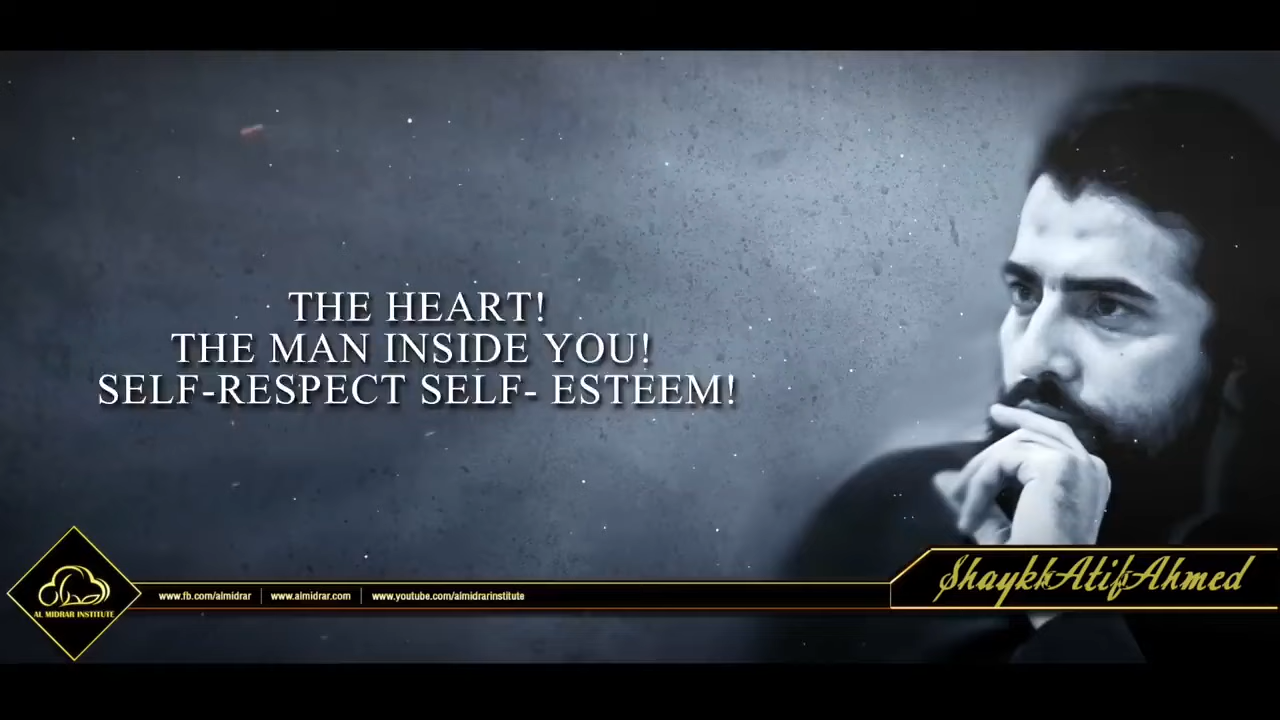 THE HEART!
THE MAN INSIDE YOU!
SELF-RESPECT SELF- ESTEEM!
ShaykhAtifAhmed
AL MIDRAR INSTITUTE
www.fb.com/almidrar
www.almidrar.com
www.youtube.com/almidrarinstitute